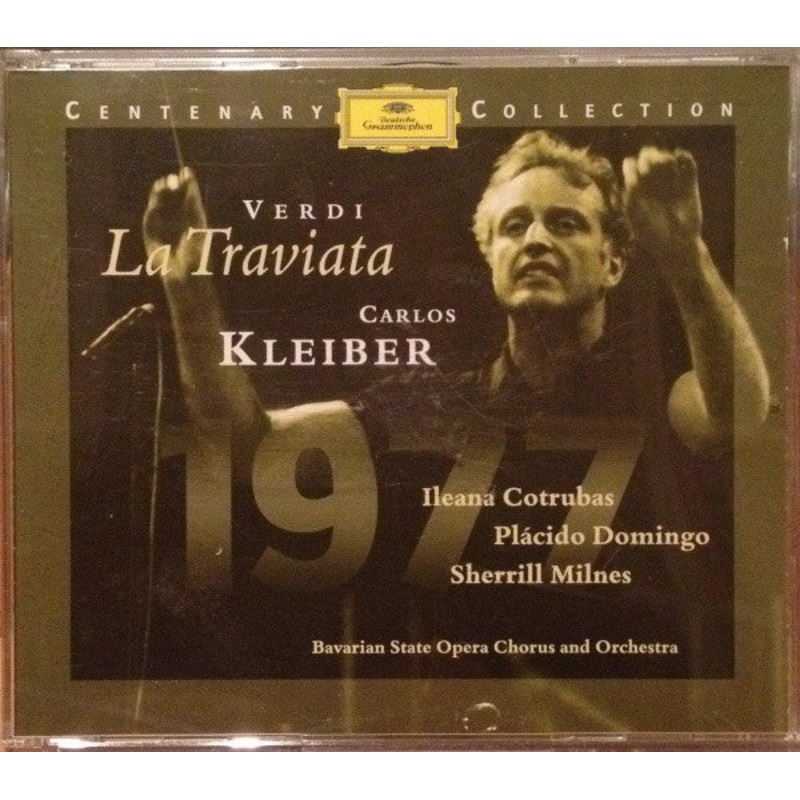 CENTENARY COLLECTION
Deutsche
Grammophon
VERDI
La Traviata
CARLOS
KLEIBER
1977
Ileana Cotrubas
Plácido Domingo
Sherrill Milnes
Bavarian State Opera Chorus and Orchestra